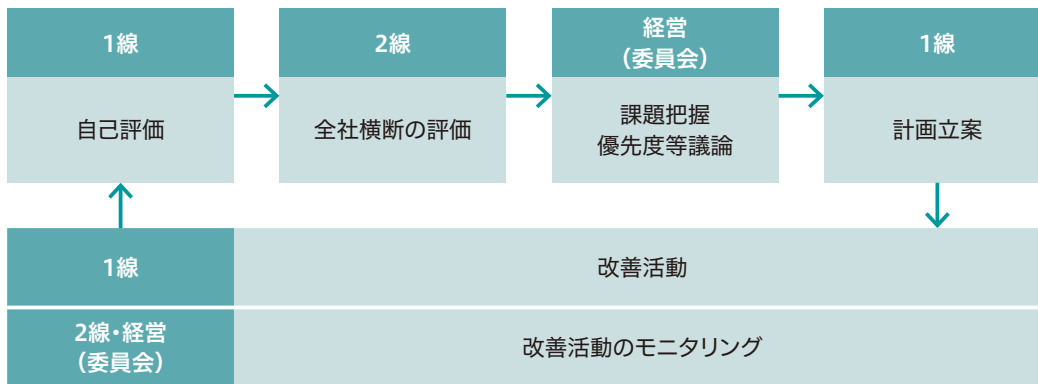 1線
自己評価
2線
全社横断の評価
経営
（委員会）
課題把握
優先度等議論
1線
計画立案
1線
改善活動
2線・経営
（委員会）
改善活動のモニタリング